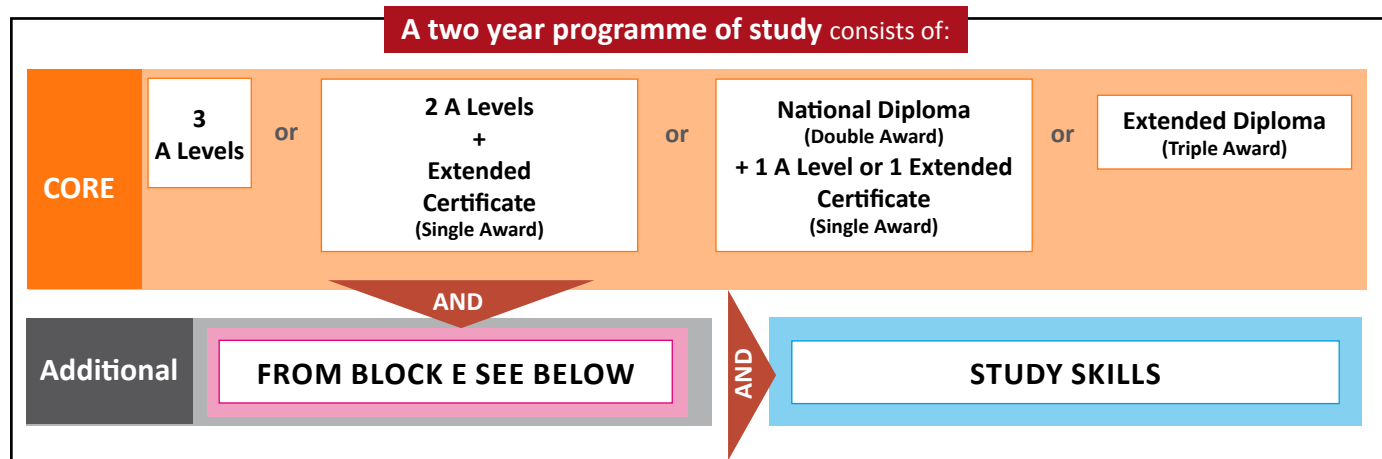 A two year programme of study consists of:
CORE
3
A Levels
or
2 A Levels
+
Extended
Certificate
(Single Award)
or
National Diploma
(Double Award)
+ 1 A Level or 1 Extended
Certificate
(Single Award)
or
Extended Diploma
(Triple Award)
AND
Additional
FROM BLOCK E SEE BELOW
AND
STUDY SKILLS